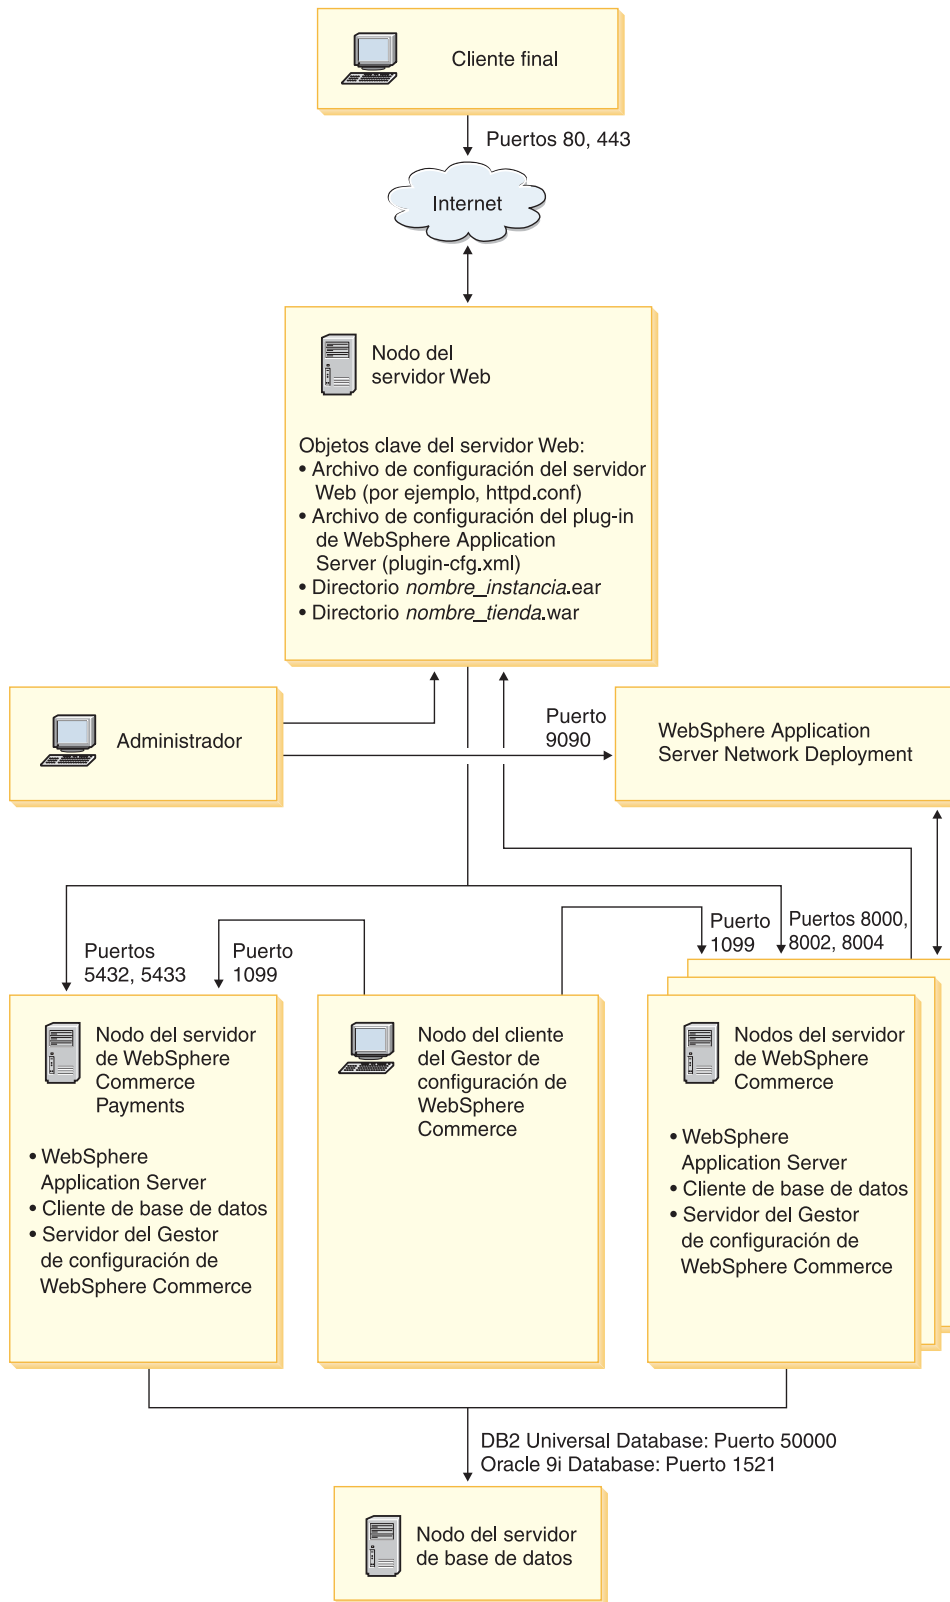 Cliente final
Puertos 80, 443
Internet
Nodo del
servidor Web
Objetos clave del servidor Web:
• Archivo de configuración del servidor
Web (por ejemplo, httpd.conf)
• Archivo de configuración del plug-in
de WebSphere Application
Server (plugin-cfg.xml)
• Directorio nombre_instancia.ear
• Directorio nombre_tienda.war
Administrador
Puerto
9090
WebSphere Application
Server Network Deployment
Puertos
5432, 5433
Puerto
1099
Puerto
1099
Puertos 8000,
8002, 8004
Nodo del servidor
de WebSphere
Commerce
Payments
• WebSphere
Application Server
• Cliente de base de datos
• Servidor del Gestor
de configuración de
WebSphere Commerce
Nodo del cliente
del Gestor de
configuración de
WebSphere
Commerce
Nodos del servidor
de WebSphere
Commerce
• WebSphere
Application Server
• Cliente de base de datos
• Servidor del Gestor
de configuración de
WebSphere Commerce
DB2 Universal Database: Puerto 50000
Oracle 9i Database: Puerto 1521
Nodo del servidor
de base de datos